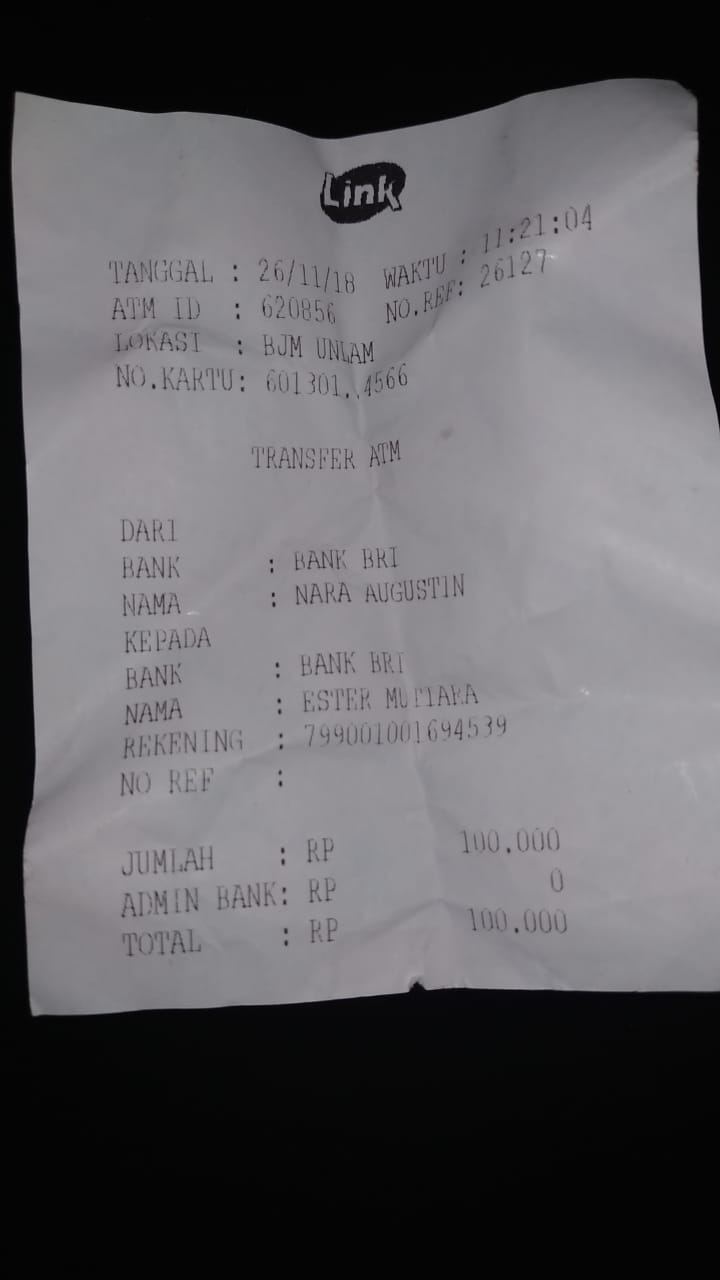 Link
TANGGAL : 26/11/18 WAKTU : 11:21:04
ATM ID : 620856 NO.REF: 26127
LOKASI : BJM UNLAM
NO.KARTU: 601301..4566
TRANSFER ATM
DARI
BANK : BANK BRI
NAMA : NARA AUGUSTIN
KEPADA
BANK : BANK BRI
NAMA : ESTER MUTIARA
REKENING : 799001001694539
NO REF :
JUMLAH : RP 100.000
ADMIN BANK: RP 0
TOTAL : RP 100.000